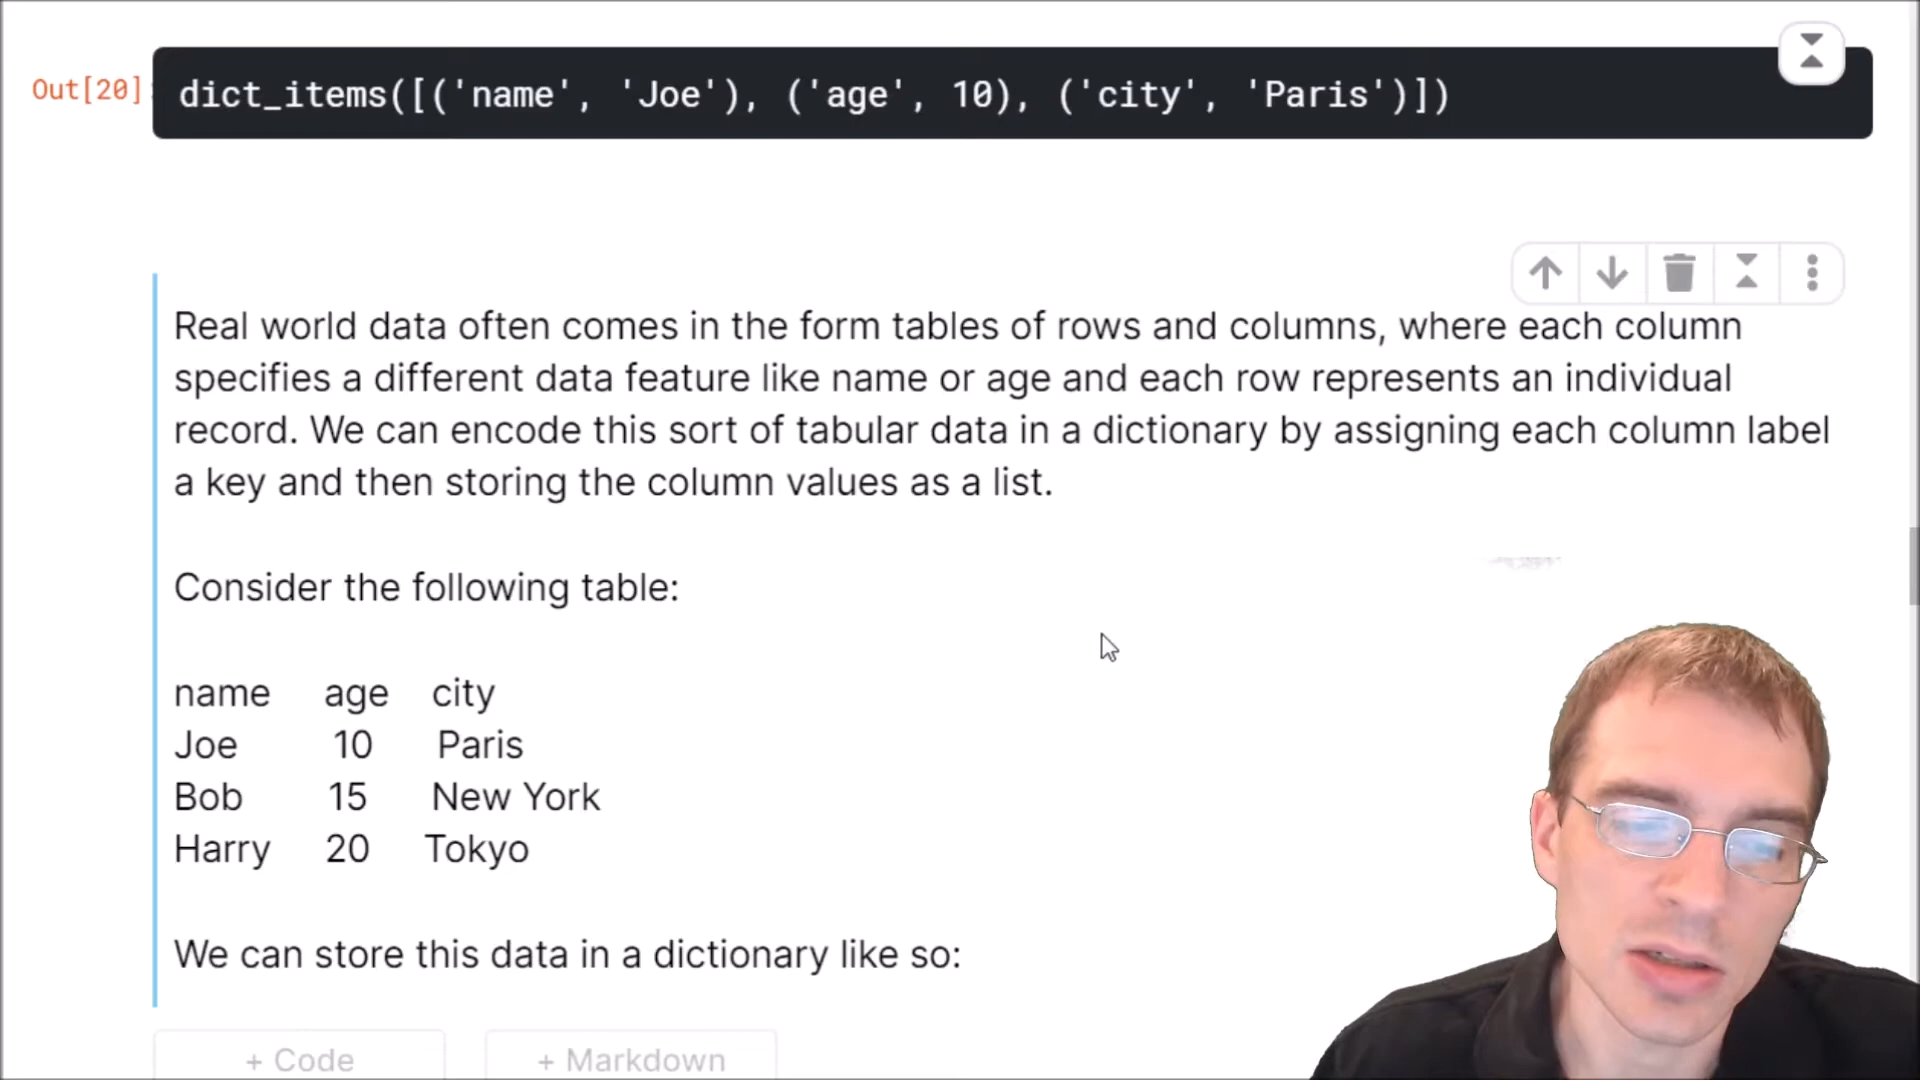 Out[20]:
dict_items([('name', 'Joe'), ('age', 10), ('city', 'Paris')])
Real world data often comes in the form tables of rows and columns, where each column
specifies a different data feature like name or age and each row represents an individual
record. We can encode this sort of tabular data in a dictionary by assigning each column label
a key and then storing the column values as a list.
Consider the following table:
name age city
Joe 10 Paris
Bob 15 New York
Harry 20 Tokyo
We can store this data in a dictionary like so:
+ Code + Markdown